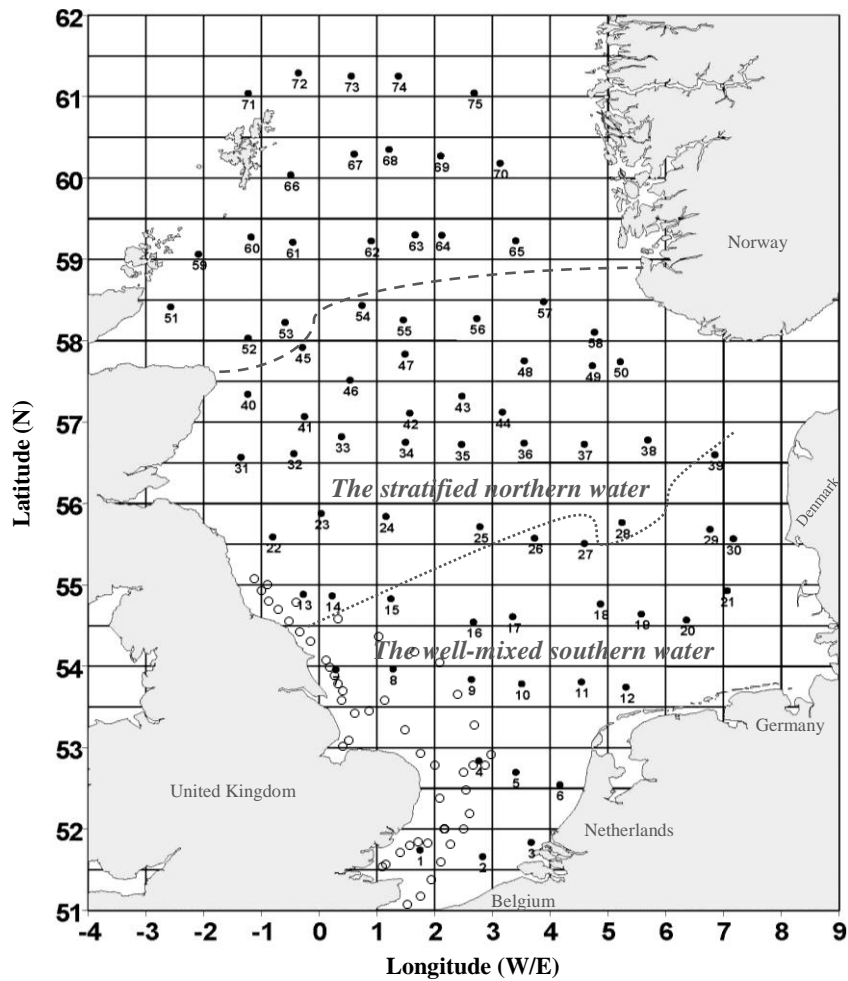 62
72 73 74
61
71 75
67 68 69 70
60
66
60 61 62 63 64 65
Norway
59
59
51 54 57
53 55 56
58
52 45 58
47 48 49 50
46
40 43
57
41 42 44
31 32 33 34 35 36 37 38 39
The stratified northern water
56
23 24
22 25 26 27 28 29 30
Denmark
55
13 14 15 18 21
16 17 19 20
The well-mixed southern water
54
7 8
9 10 11 12
Germany
53
4 5 6
United Kingdom
52
Netherlands
1 2 3
Belgium
51
-4 -3 -2 -1 0 1 2 3 4 5 6 7 8 9
Latitude (N)
Longitude (W/E)